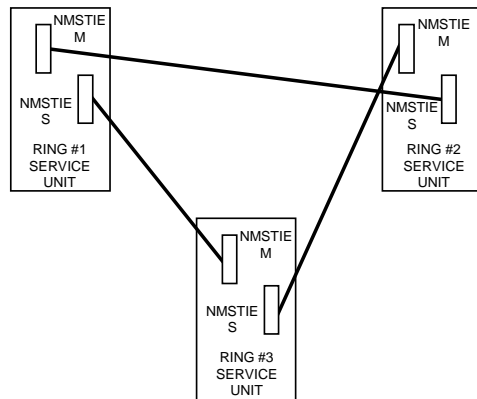 NMSTIE
M
NMSTIE
S
RING #1
SERVICE
UNIT
NMSTIE
M
NMSTIE
S
RING #2
SERVICE
UNIT
NMSTIE
M
NMSTIE
S
RING #3
SERVICE
UNIT